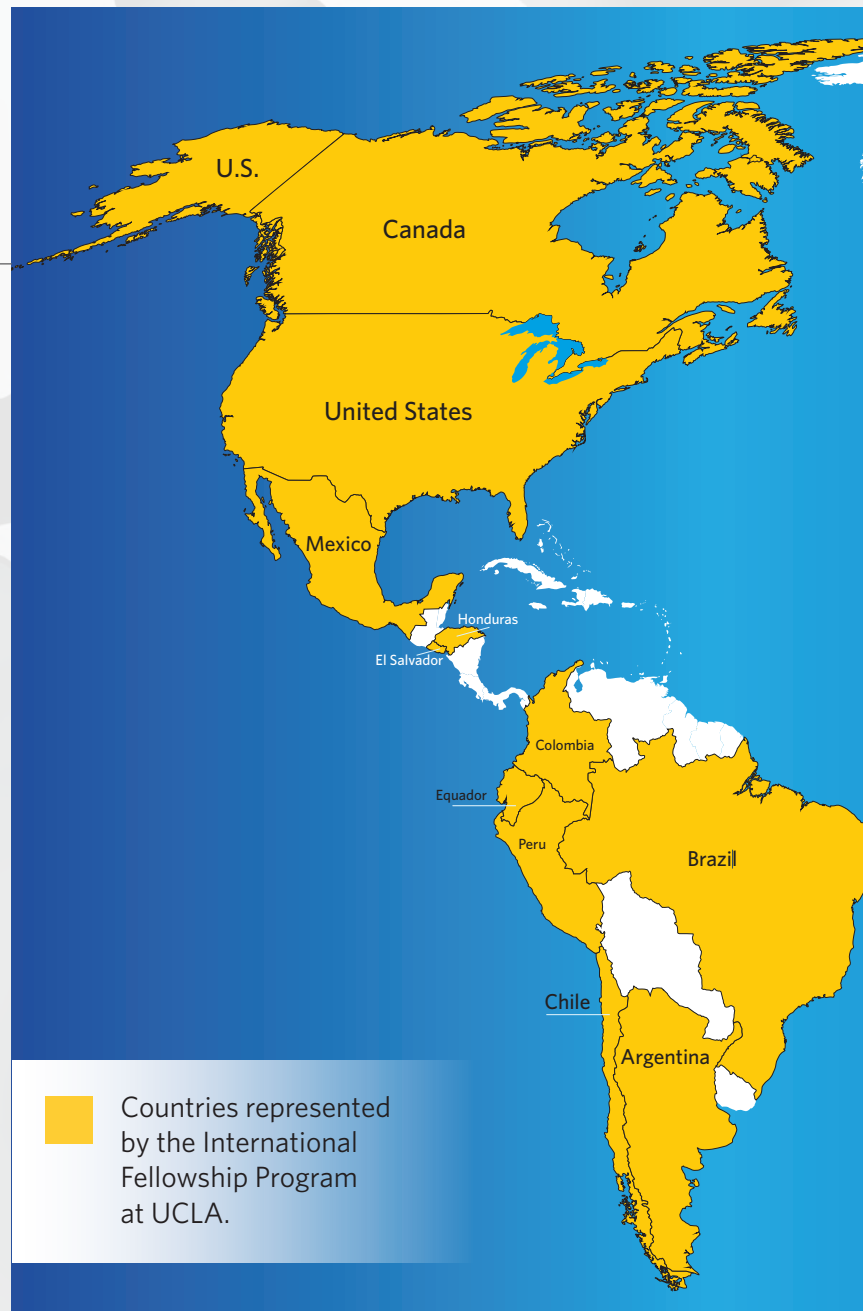 U.S.
Canada
United States
Mexico
Honduras
El Salvador
Colombia
Equador
Peru
Brazil
Chile
Argentina
Countries represented
by the International
Fellowship Program
at UCLA.